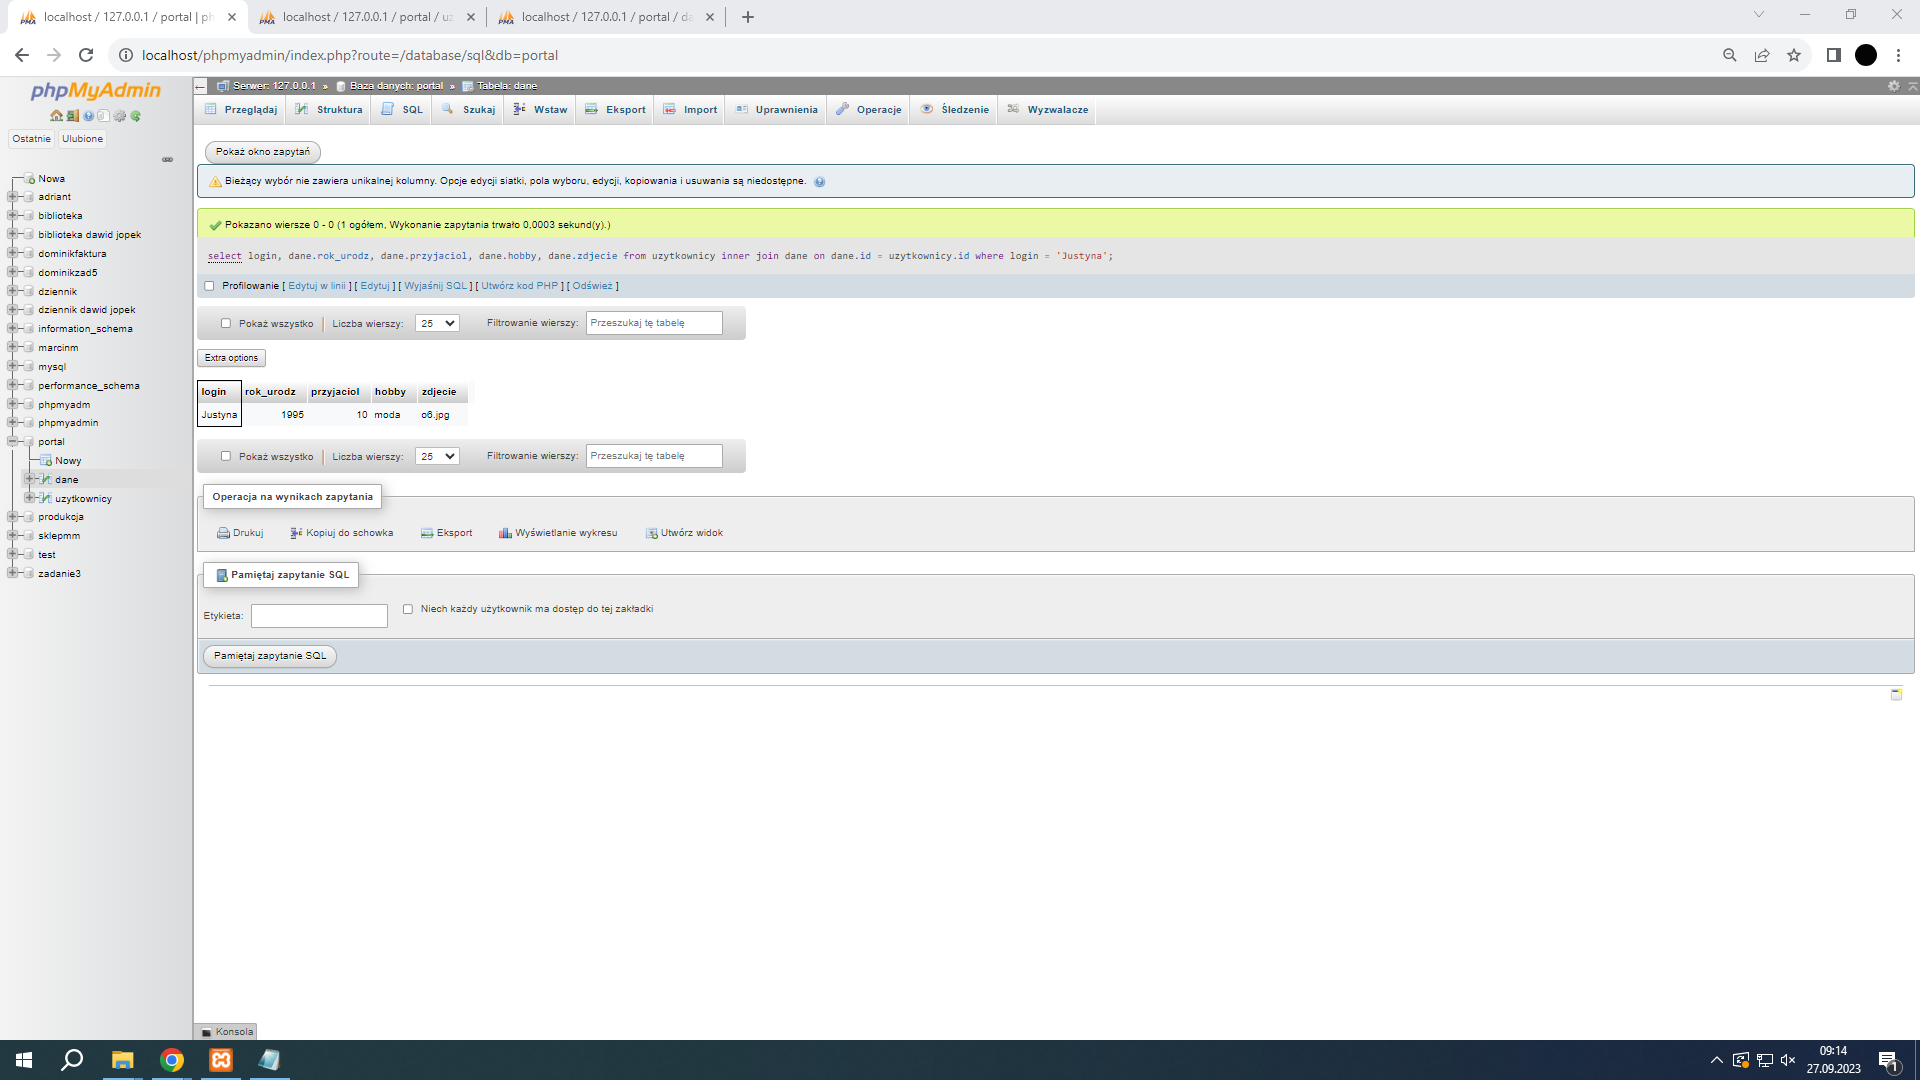 localhost / 127.0.0.1 / portal | ph
localhost / 127.0.0.1 / portal / uz
localhost / 127.0.0.1 / portal / da
localhost/phpmyadmin/index.php?route=/database/sql&db=portal
phpMyAdmin
Ostatnie
Ulubione
Nowa
adriant
biblioteka
biblioteka dawid jopek
dominikfaktura
dominikzad5
dziennik
dziennik dawid jopek
information_schema
marcinm
mysql
performance_schema
phpmyadm
phpmyadmin
portal
Nowy
dane
uzytkownicy
produkcja
sklepmm
test
zadanie3
Serwer: 127.0.0.1 » Baza danych: portal » Tabela: dane
Przeglądaj Struktura SQL Szukaj Wstaw Eksport Import Uprawnienia Operacje Śledzenie Wyzwalacze
Pokaż okno zapytań
Bieżący wybór nie zawiera unikalnej kolumny. Opcje edycji siatki, pola wyboru, edycji, kopiowania i usuwania są niedostępne.
Pokazano wiersze 0 - 0 (1 ogółem, Wykonanie zapytania trwało 0,0003 sekund(y).)
select login, dane.rok_urodz, dane.przyjaciol, dane.hobby, dane.zdjecie from uzytkownicy inner join dane on dane.id = uzytkownicy.id where login = 'Justyna';
Profilowanie [ Edytuj w linii ] [ Edytuj ] [ Wyjaśnij SQL ] [ Utwórz kod PHP ] [ Odśwież ]
Pokaż wszystko Liczba wierszy: 25 Filtrowanie wierszy: Przeszukaj tę tabelę
Extra options
login rok_urodz przyjaciol hobby zdjecie
Justyna 1995 10 moda o6.jpg
Pokaż wszystko Liczba wierszy: 25 Filtrowanie wierszy: Przeszukaj tę tabelę
Operacja na wynikach zapytania
Drukuj Kopiuj do schowka Eksport Wyświetlanie wykresu Utwórz widok
Pamiętaj zapytanie SQL
Etykieta: Niech każdy użytkownik ma dostęp do tej zakładki
Pamiętaj zapytanie SQL
Konsola
09:14
27.09.2023
1